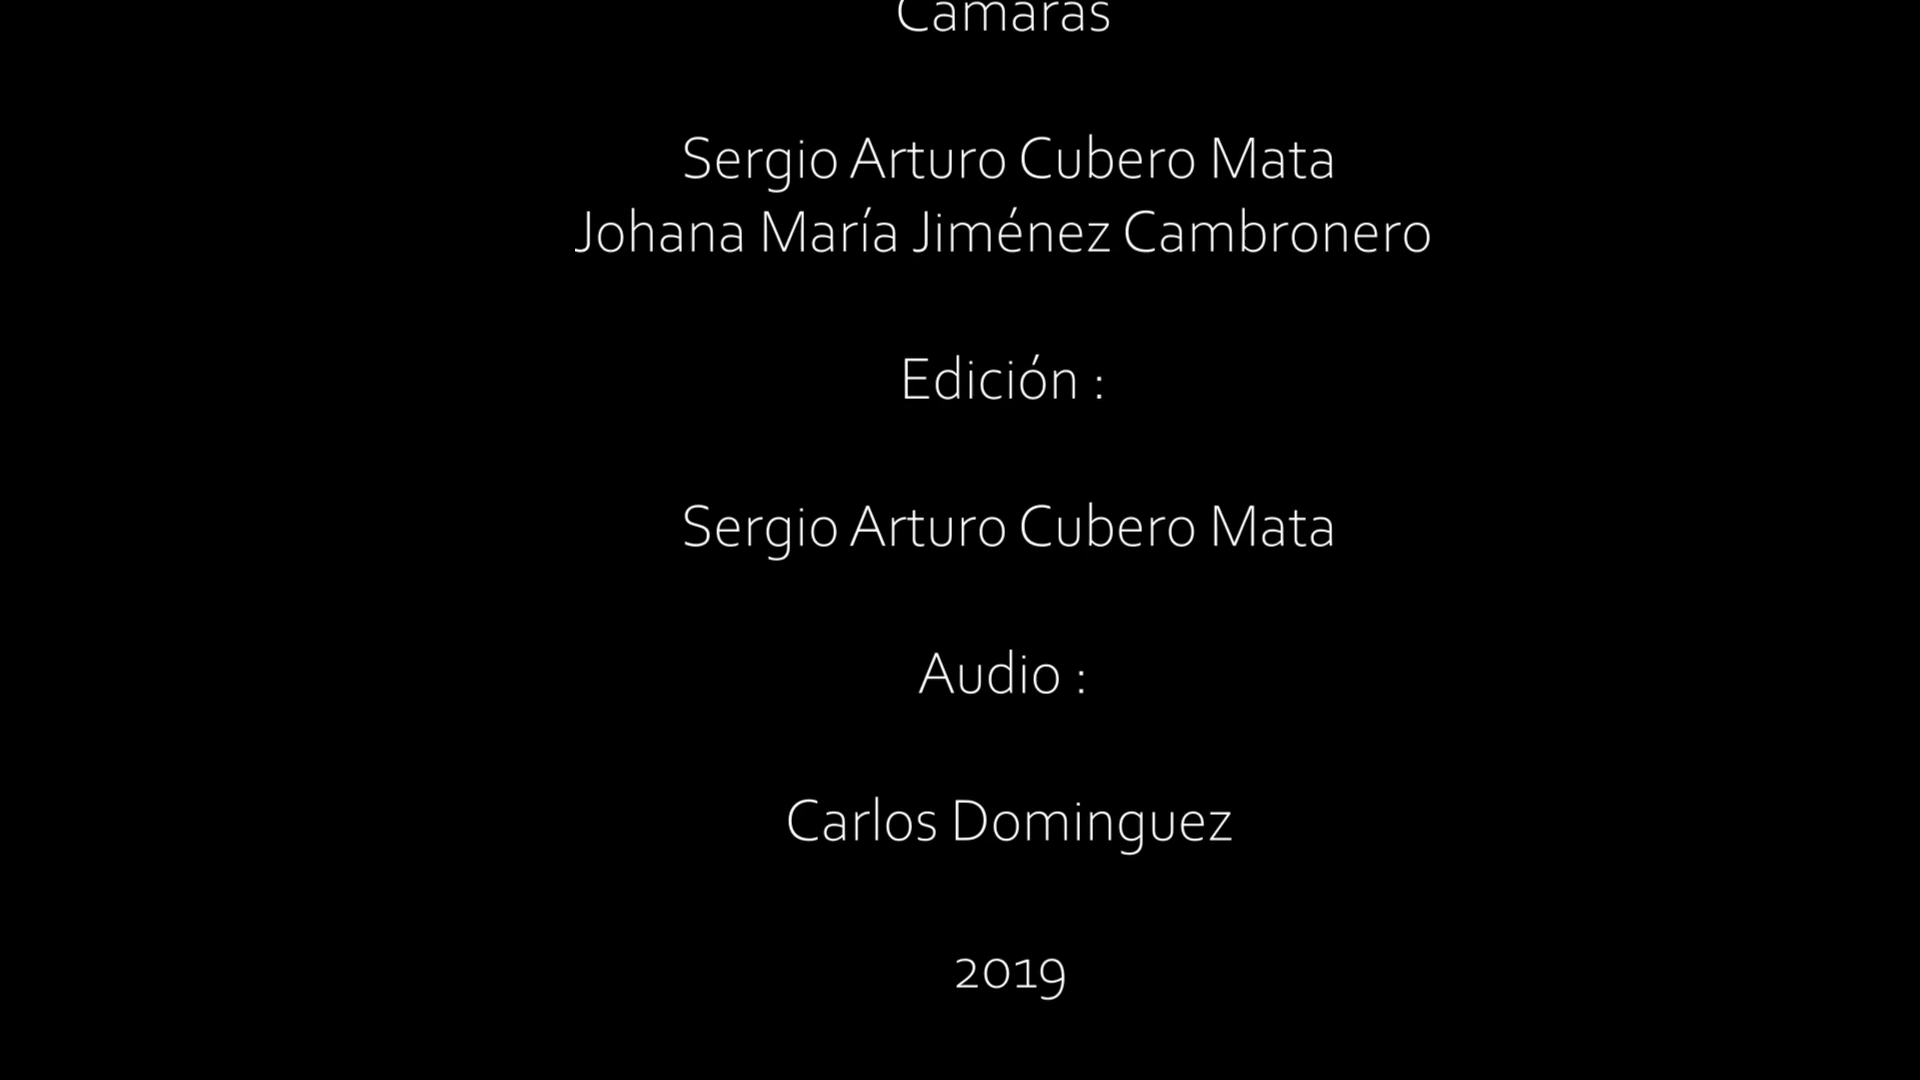 Cámaras
Sergio Arturo Cubero Mata
Johana María Jiménez Cambronero
Edición :
Sergio Arturo Cubero Mata
Audio :
Carlos Dominguez
2019